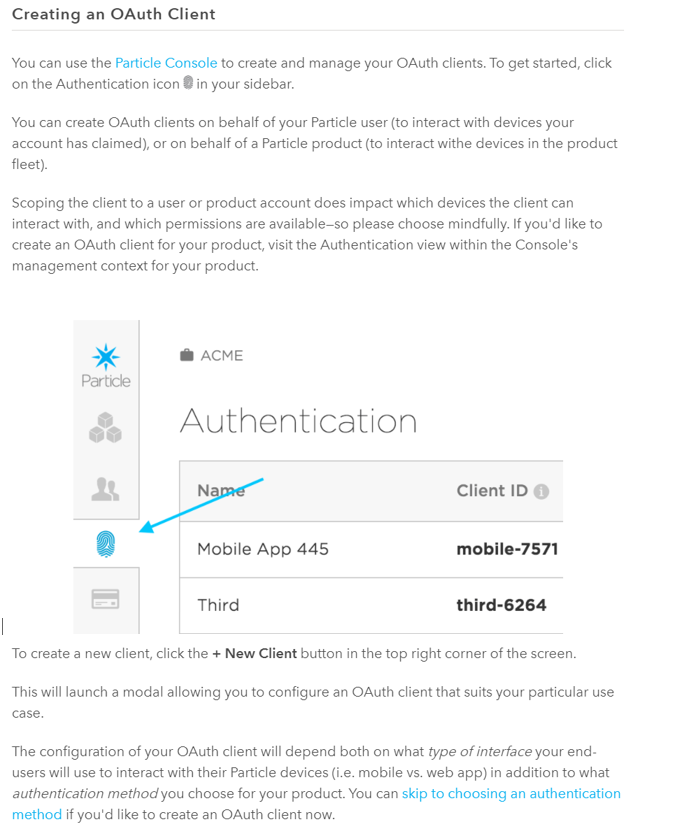 Creating an OAuth Client
You can use the Particle Console to create and manage your OAuth clients. To get started, click
on the Authentication icon in your sidebar.
You can create OAuth clients on behalf of your Particle user (to interact with devices your
account has claimed), or on behalf of a Particle product (to interact withe devices in the product
fleet).
Scoping the client to a user or product account does impact which devices the client can
interact with, and which permissions are available—so please choose mindfully. If you'd like to
create an OAuth client for your product, visit the Authentication view within the Console's
management context for your product.
Particle
ACME
Authentication
Name Client ID i
Mobile App 445 mobile-7571
Third third-6264
To create a new client, click the + New Client button in the top right corner of the screen.
This will launch a modal allowing you to configure an OAuth client that suits your particular use
case.
The configuration of your OAuth client will depend both on what type of interface your end-
users will use to interact with their Particle devices (i.e. mobile vs. web app) in addition to what
authentication method you choose for your product. You can skip to choosing an authentication
method if you'd like to create an OAuth client now.